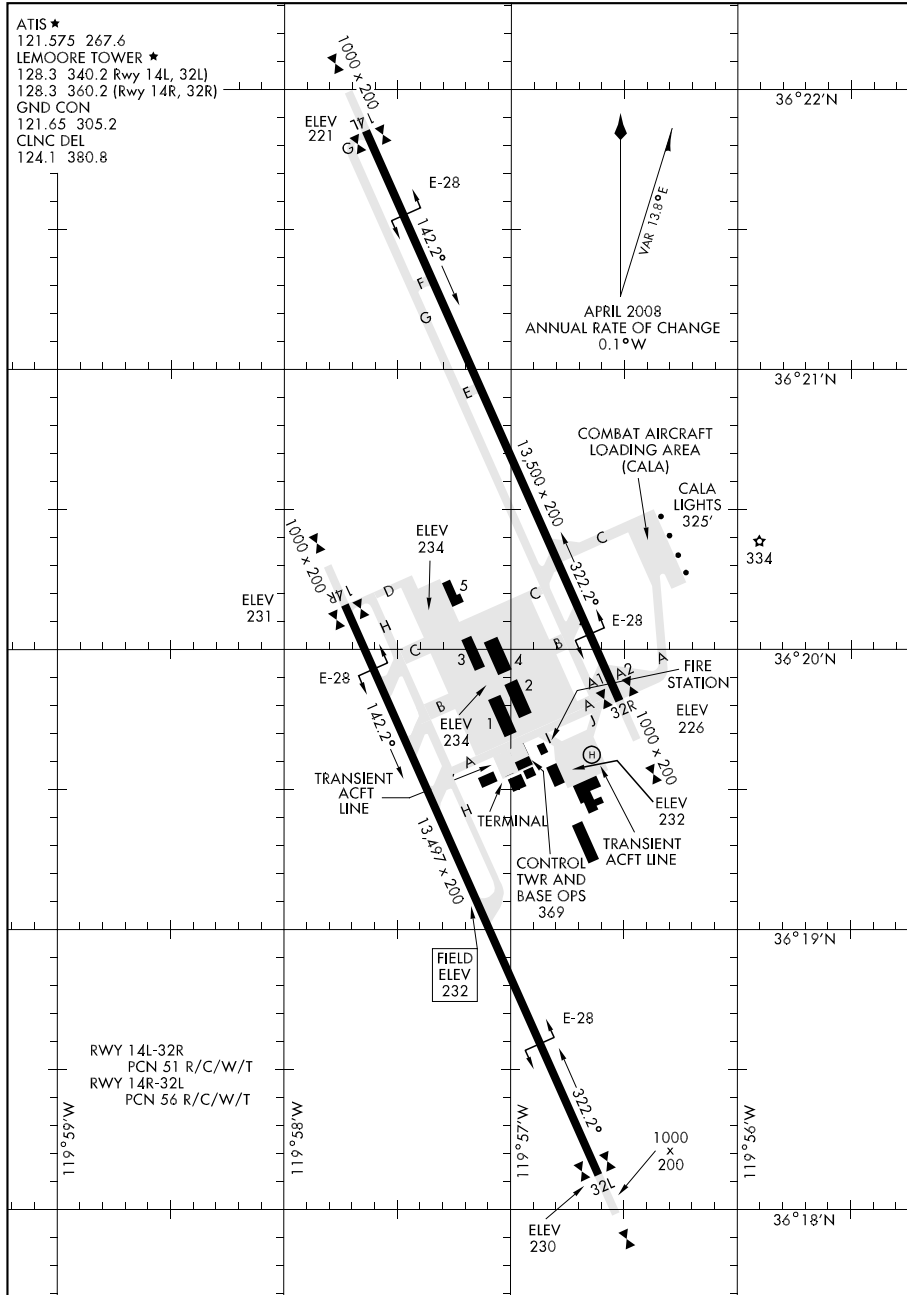 ATIS ★
121.575 267.6
LEMOORE TOWER ★
128.3 340.2 Rwy 14L, 32L)
128.3 360.2 (Rwy 14R, 32R)
GND CON
121.65 305.2
CLNC DEL
124.1 380.8
1000 x 200
36°22'N
ELEV
221
14L
G
E-28
142.2°
VAR 13.8°E
F
G
APRIL 2008
ANNUAL RATE OF CHANGE
0.1°W
36°21'N
E
COMBAT AIRCRAFT
LOADING AREA
(CALA)
13,500 x 200
CALA
LIGHTS
325'
334
1000 x 200
ELEV
234
C
322.2°
5
D
C
14R
ELEV
231
H
E-28
C
B
36°20'N
3
4
E-28
A1
A2
A
FIRE
STATION
2
B
1
ELEV
234
A
J
32R
ELEV
226
142.2°
I
H
1000 x 200
A
TRANSIENT
ACFT
LINE
H
TERMINAL
ELEV
232
TRANSIENT
ACFT LINE
13,497 x 200
CONTROL
TWR AND
BASE OPS
369
36°19'N
FIELD
ELEV
232
E-28
RWY 14L-32R
PCN 51 R/C/W/T
RWY 14R-32L
PCN 56 R/C/W/T
322.2°
119°59'W
119°58'W
119°57'W
119°56'W
1000
x
200
32L
36°18'N
ELEV
230